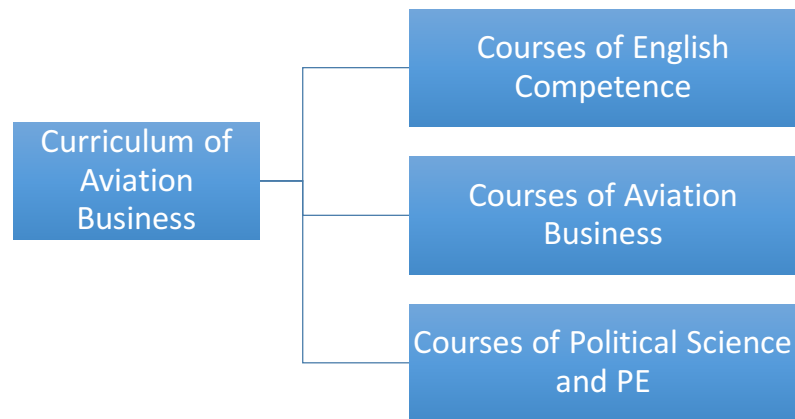 Curriculum of
Aviation
Business
Courses of English
Competence
Courses of Aviation
Business
Courses of Political Science
and PE